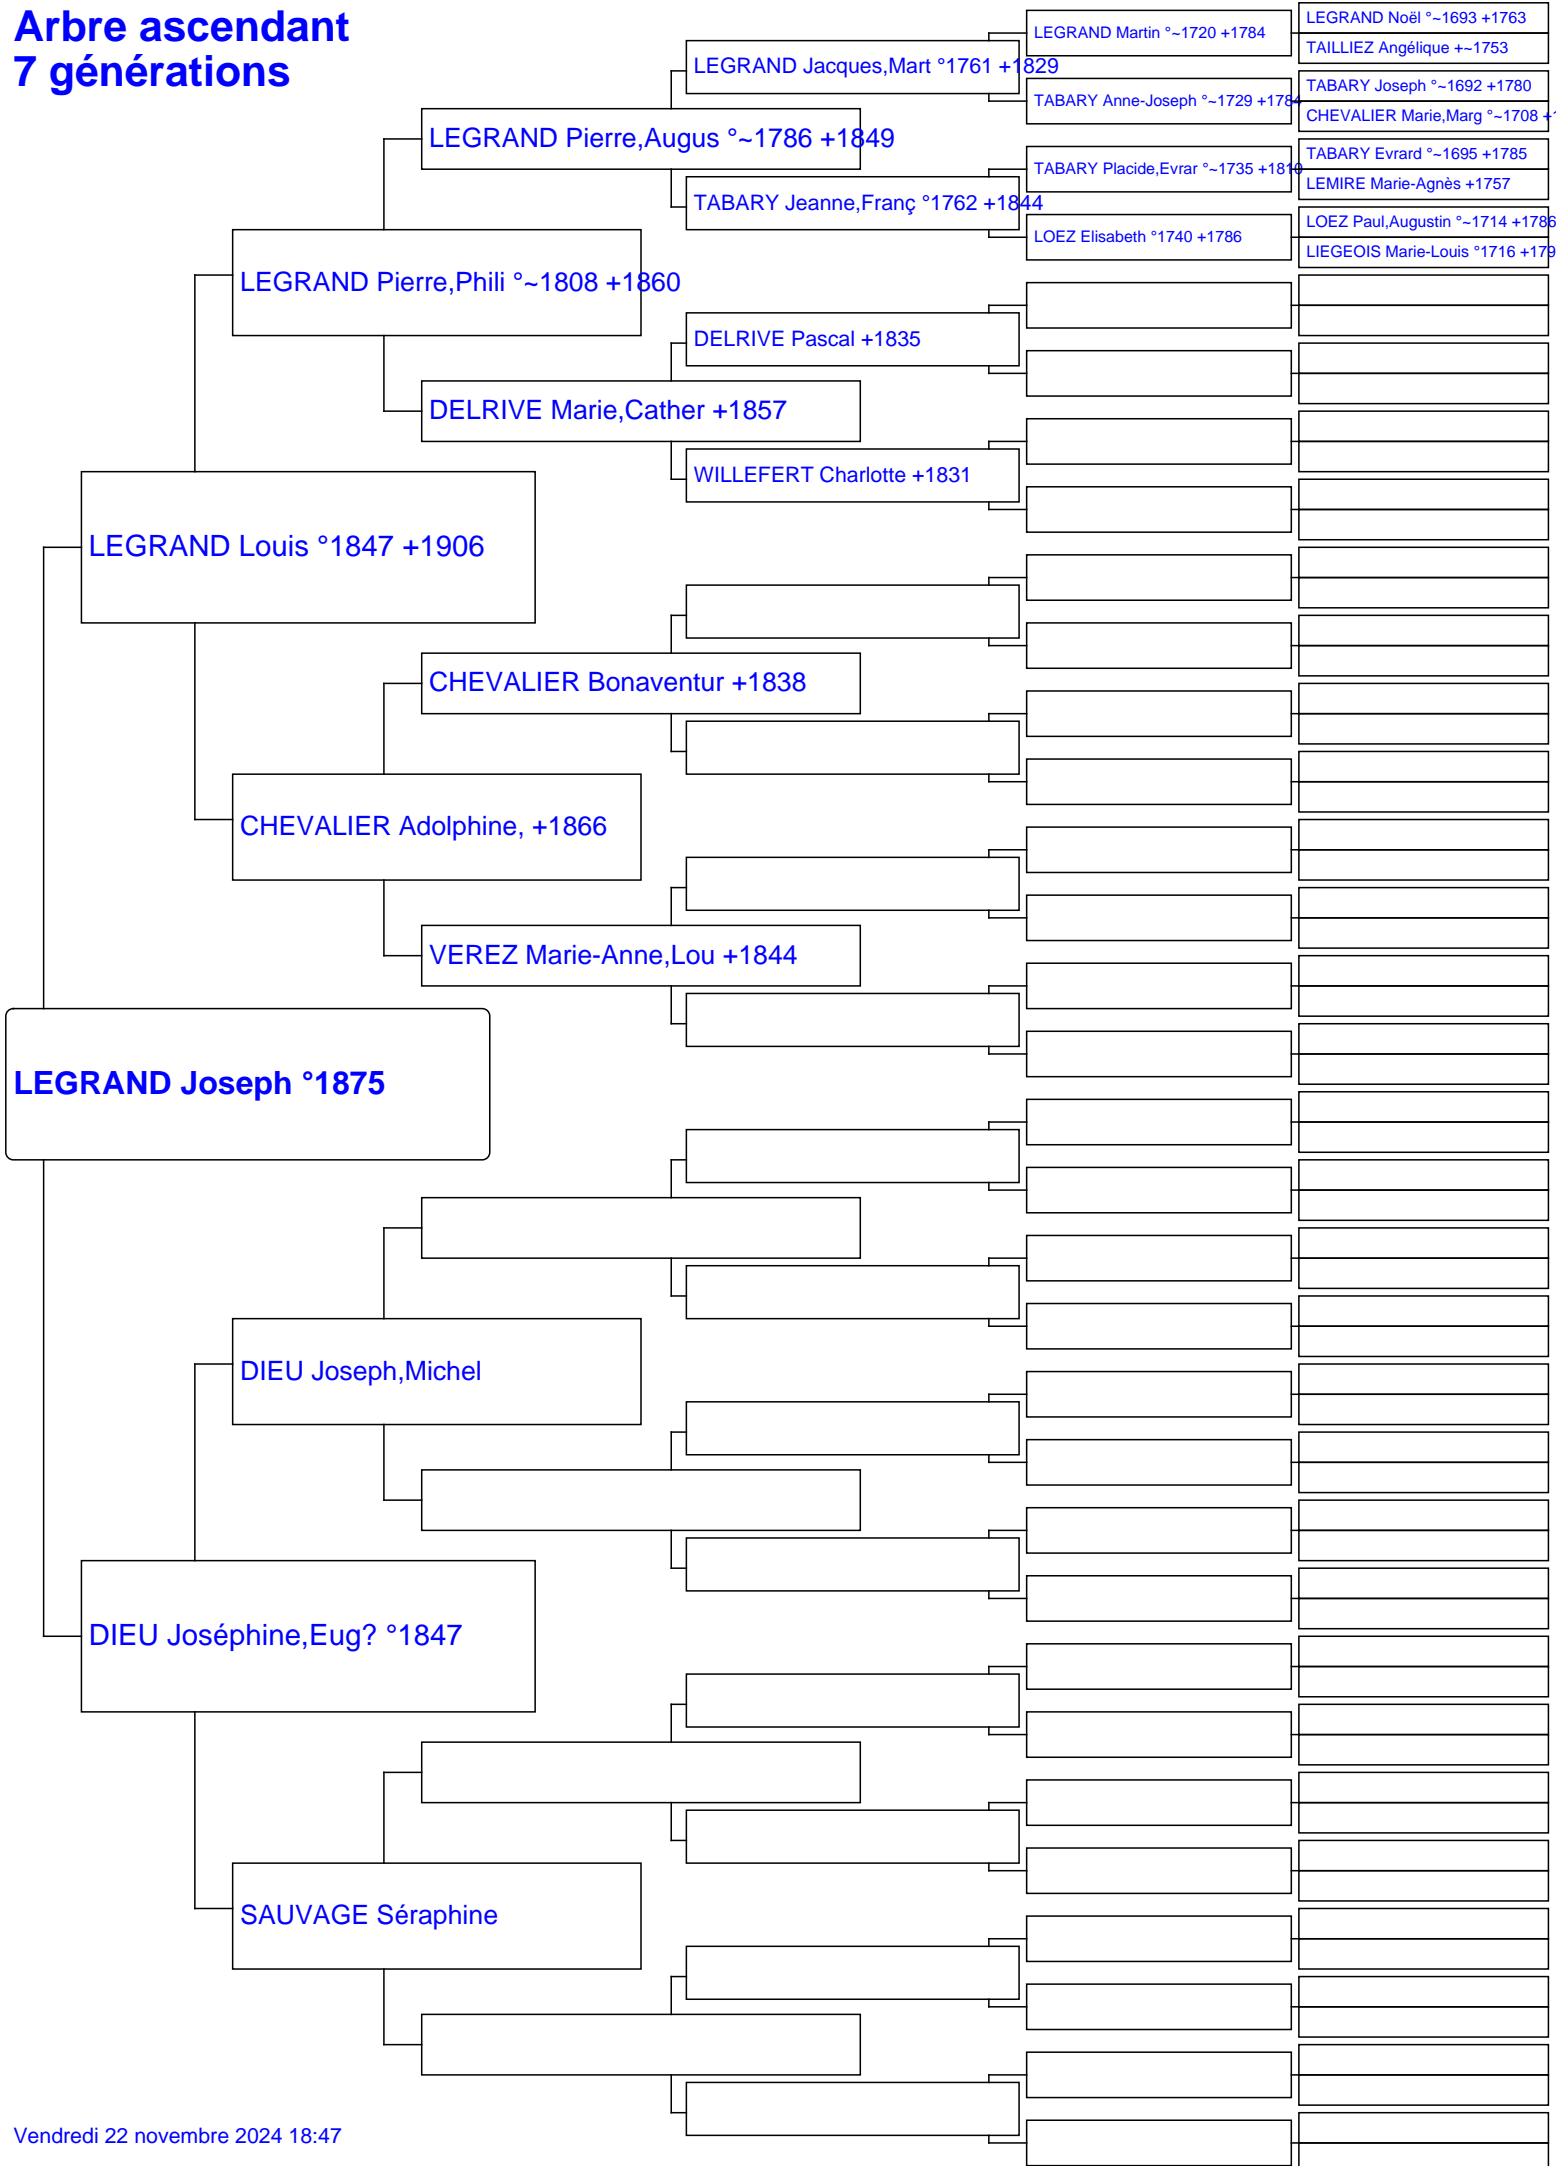 Arbre ascendant
7 générations
LEGRAND Noël °~1693 +1763
LEGRAND Martin °~1720 +1784
TAILLIEZ Angélique +~1753
LEGRAND Jacques,Mart °1761 +1829
TABARY Joseph °~1692 +1780
TABARY Anne-Joseph °~1729 +1784
CHEVALIER Marie,Marg °~1708 +
LEGRAND Pierre,Augus °~1786 +1849
TABARY Evrard °~1695 +1785
TABARY Placide,Evrar °~1735 +1810
LEMIRE Marie-Agnès +1757
TABARY Jeanne,Franç °1762 +1844
LOEZ Paul,Augustin °~1714 +1786
LOEZ Elisabeth °1740 +1786
LIEGEOIS Marie-Louis °1716 +179
LEGRAND Pierre,Phili °~1808 +1860
DELRIVE Pascal +1835
DELRIVE Marie,Cather +1857
WILLEFERT Charlotte +1831
LEGRAND Louis °1847 +1906
CHEVALIER Bonaventur +1838
CHEVALIER Adolphine, +1866
VEREZ Marie-Anne,Lou +1844
LEGRAND Joseph °1875
DIEU Joseph,Michel
DIEU Joséphine,Eug? °1847
SAUVAGE Séraphine
Vendredi 22 novembre 2024 18:47